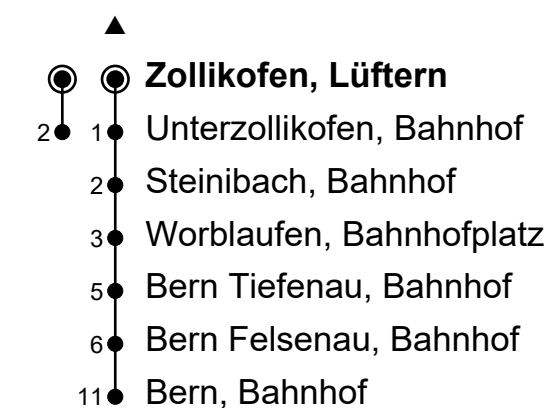 Zollikofen, Lüftern
2 1 Unterzollikofen, Bahnhof
2 Steinibach, Bahnhof
3 Worblaufen, Bahnhofplatz
5 Bern Tiefenau, Bahnhof
6 Bern Felsenau, Bahnhof
11 Bern, Bahnhof